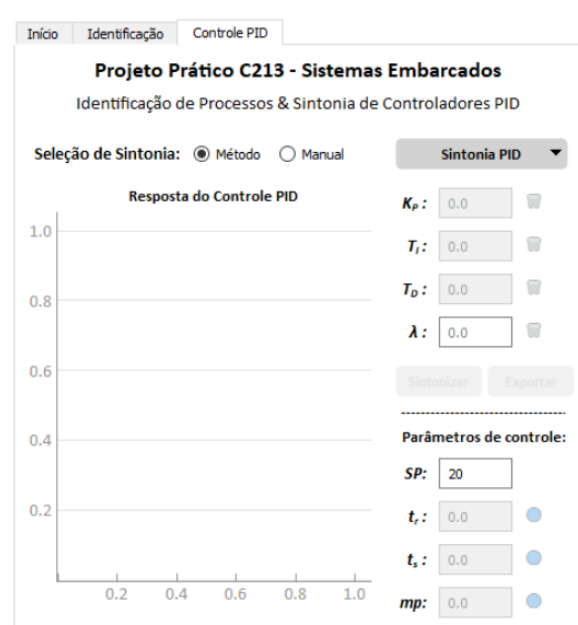 Início Identificação Controle PID
Projeto Prático C213 - Sistemas Embarcados
Identificação de Processos & Sintonia de Controladores PID
Seleção de Sintonia: Método Manual Sintonia PID
Resposta do Controle PID
1.0
0.8
0.6
0.4
0.2
0.2 0.4 0.6 0.8 1.0
Kp : 0.0
Ti : 0.0
TD : 0.0
λ : 0.0
Sintonizar Exportar
Parâmetros de controle:
SP: 20
tr : 0.0
ts : 0.0
mp: 0.0